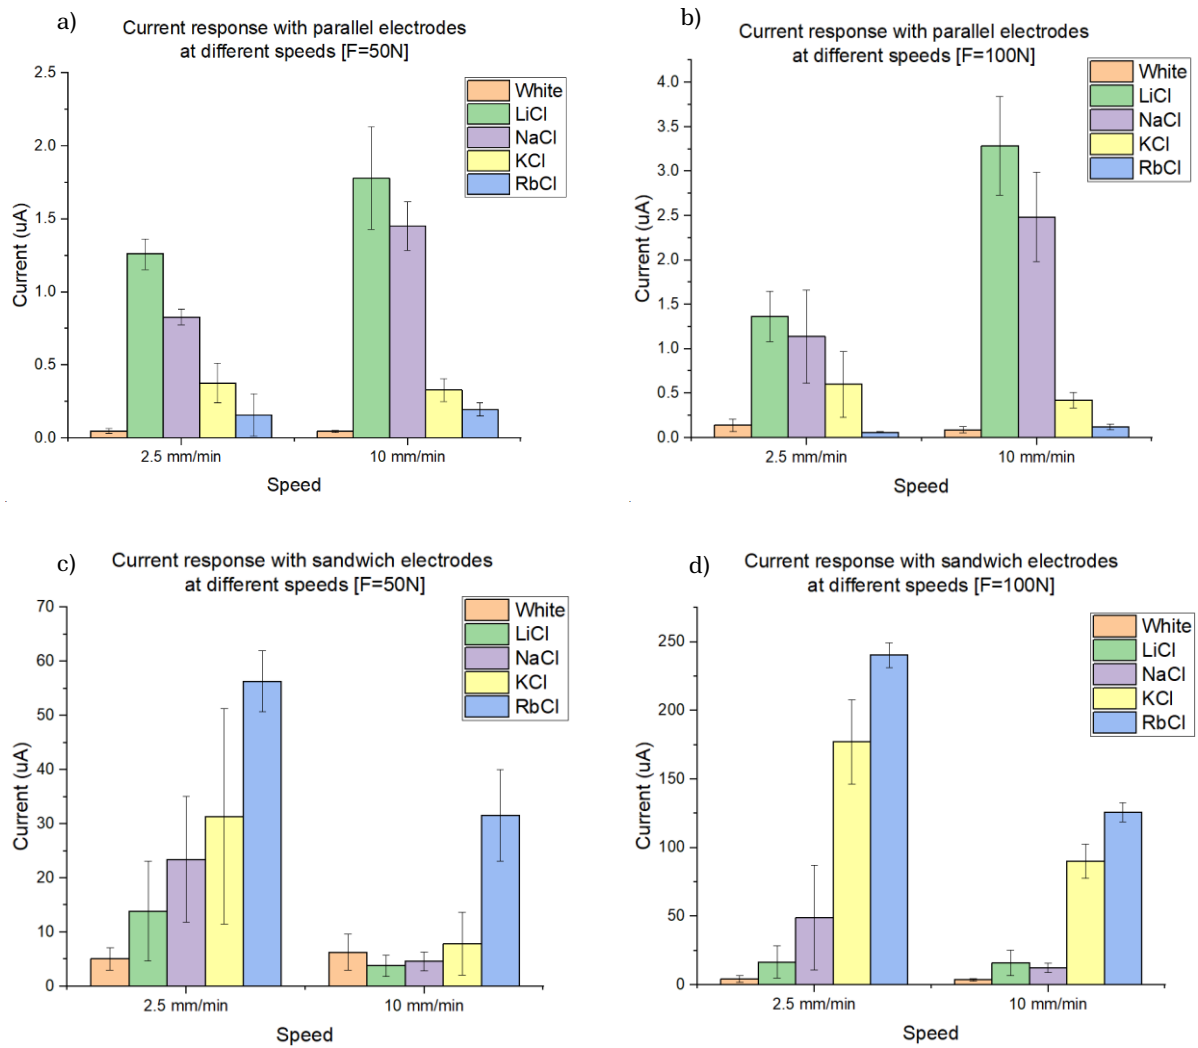 a)
Current response with parallel electrodes
at different speeds [F=50N]
2.5
2.0
1.5
1.0
0.5
0.0
Current (uA)
White
LiCl
NaCl
KCl
RbCl
2.5 mm/min
10 mm/min
Speed
b)
Current response with parallel electrodes
at different speeds [F=100N]
4.0
3.5
3.0
2.5
2.0
1.5
1.0
0.5
0.0
Current (uA)
White
LiCl
NaCl
KCl
RbCl
2.5 mm/min
10 mm/min
Speed
c)
Current response with sandwich electrodes
at different speeds [F=50N]
70
60
50
40
30
20
10
0
Current (uA)
White
LiCl
NaCl
KCl
RbCl
2.5 mm/min
10 mm/min
Speed
d)
Current response with sandwich electrodes
at different speeds [F=100N]
250
200
150
100
50
0
Current (uA)
White
LiCl
NaCl
KCl
RbCl
2.5 mm/min
10 mm/min
Speed